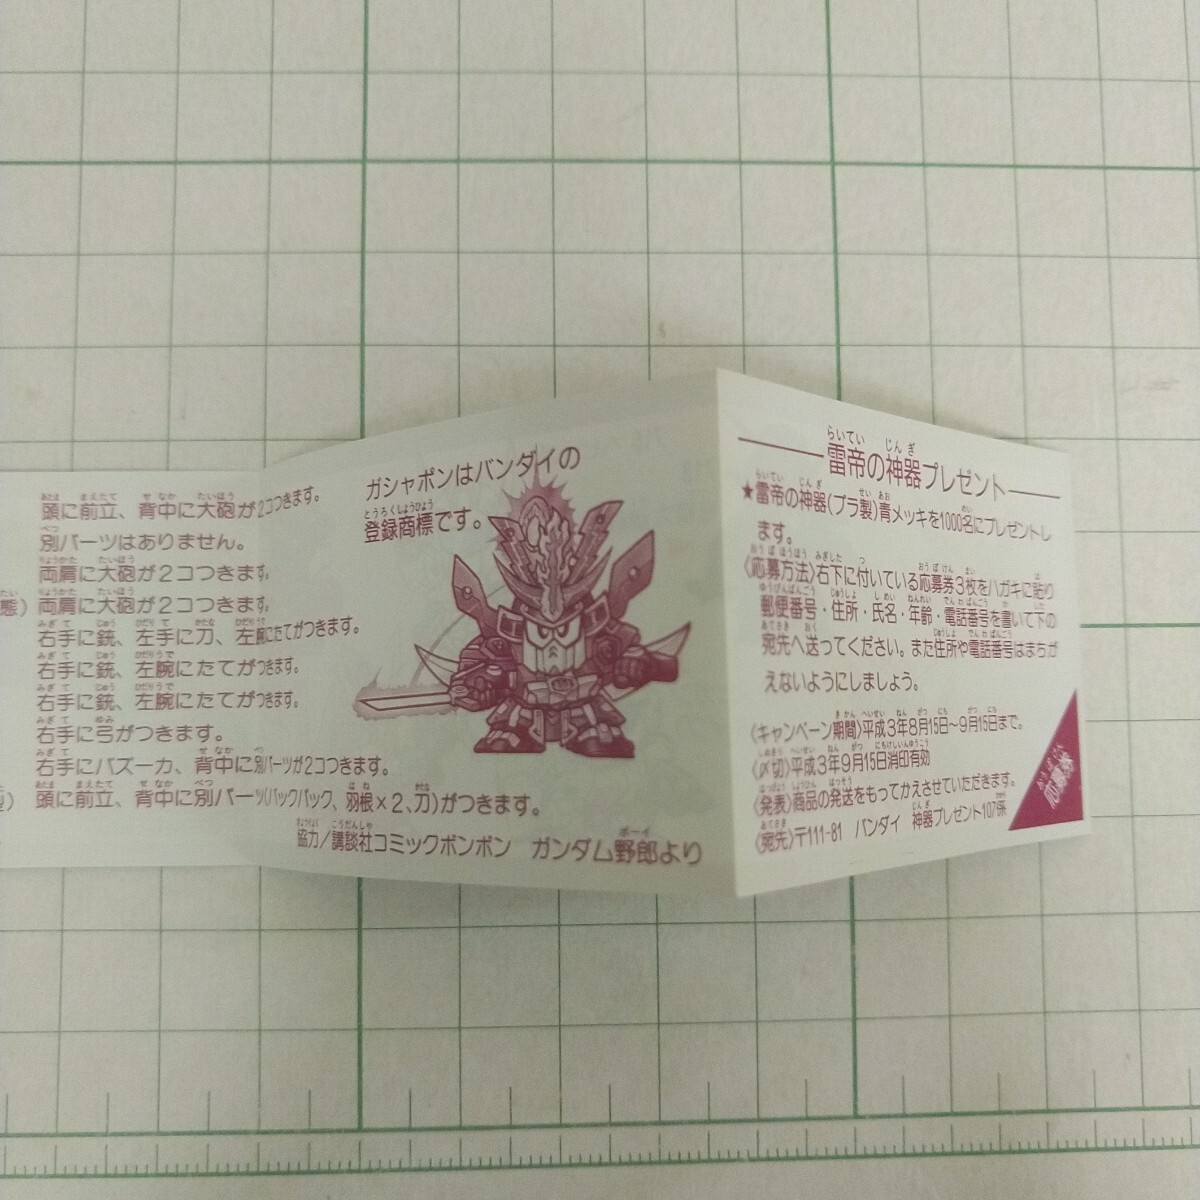 頭に前立、背中に大砲が2コつきます。
別パーツはありません。
両肩に大砲が2コつきます。
態) 両肩に大砲が2コつきます。
右手に銃、左手に刀、左腕にたてがつきます。
右手に銃、左腕にたてがつきます。
右手に銃、左腕にたてがつきます。
右手に弓がつきます。
右手にバズーカ、背中に別パーツが2つきます。
頭に前立、背中に別パーツ(バックパック、羽根×2、刀)がつきます。
協力/講談社コミックボンボン ガンダム野郎より
ガシャポンはバンダイの
登録商標です。
雷帝の神器プレゼント
★雷帝の神器(プラ製)青メッキを1000名にプレゼントし
ます。
〈応募方法〉右下に付いている応募券3枚をハガキに貼り
郵便番号・住所・氏名・年齢・電話番号を書いて下の
宛先へ送ってください。また住所や電話番号はまちが
えないようにしましょう。
〈キャンペーン期間〉平成3年8月15日〜9月15日まで。
〈〆切〉平成3年9月15日消印有効
〈発表〉商品の発送をもってかえさせていただきます。
〈宛先〉〒111-81 バンダイ 神器プレゼント107係
応募券